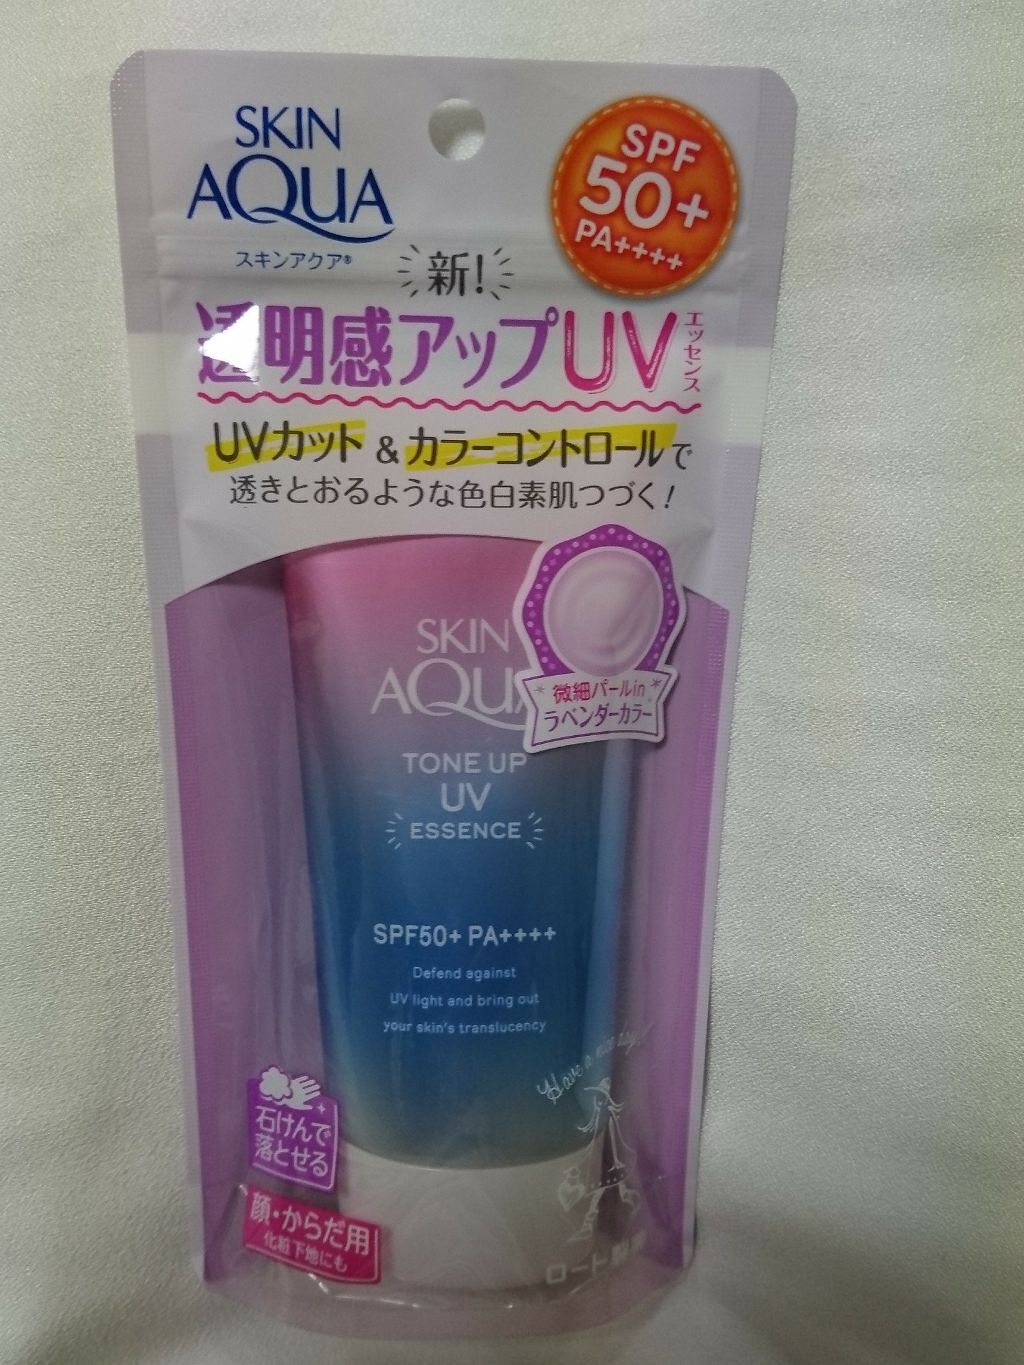 SKIN
AQUA
スキンアクア®
SPF
50+
PA++++
新!
透明感アップUV
エッセンス
UVカット&カラーコントロールで
透きとおるような色白素肌つづく!
SKIN
AQUA
微細パールin
ラベンダーカラー
TONE UP
UV
ESSENCE
SPF50+ PA++++
Defend against
UV light and bring out
your skin's translucency
Have a nice day!
石けんで
落とせる
顔・からだ用
化粧下地にも
ロート製薬